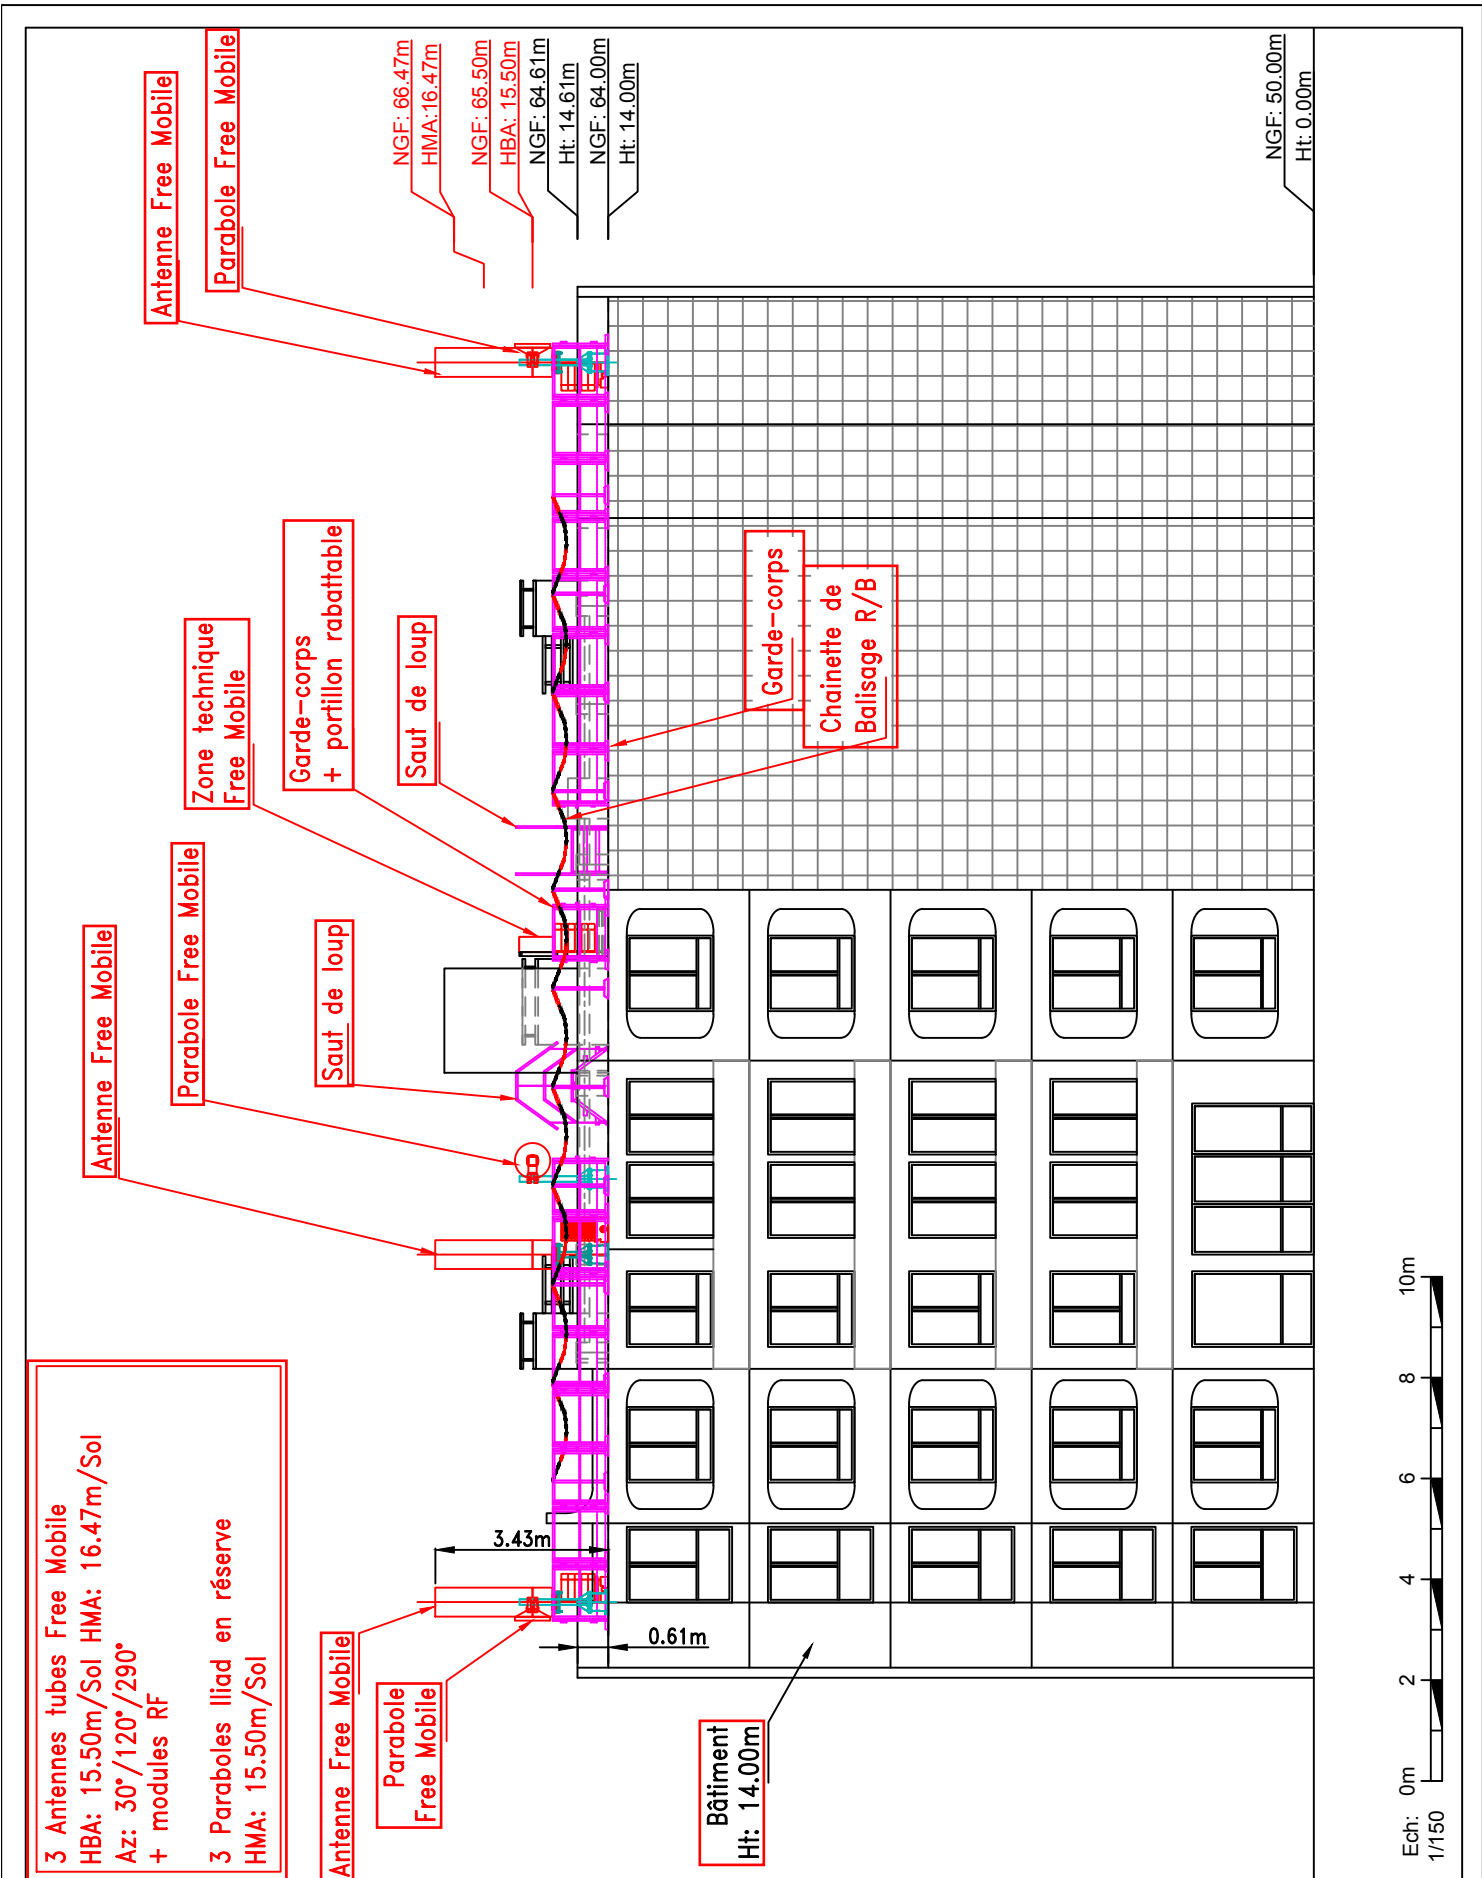 3 Antennes tubes Free Mobile
HBA: 15.50m/Sol HMA: 16.47m/Sol
Az: 30°/120°/290°
+ modules RF
3 Paraboles Iliad en réserve
HMA: 15.50m/Sol
Antenne Free Mobile
Parabole Free Mobile
Antenne Free Mobile
Parabole Free Mobile
Zone technique
Free Mobile
Garde-corps
+ portillon rabattable
Saut de loup
Saut de loup
Antenne Free Mobile
Parabole
Free Mobile
NGF: 66.47m
HMA:16.47m
NGF: 65.50m
HBA: 15.50m
NGF: 64.61m
Ht: 14.61m
NGF: 64.00m
Ht: 14.00m
NGF: 50.00m
Ht: 0.00m
3.43m
0.61m
Garde-corps
Chainette de
Balisage R/B
Bâtiment
Ht: 14.00m
Ech:
1/150
0m 2 4 6 8 10m